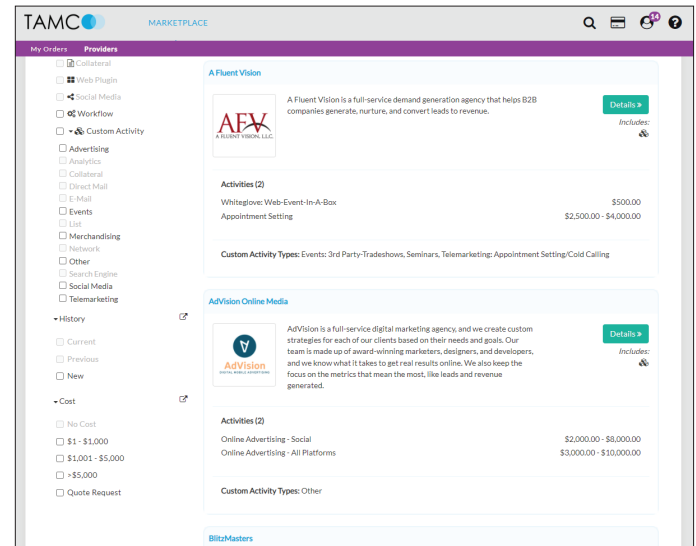 TAMCO
MARKETPLACE
14
My Orders Providers
Collateral
Web Plugin
Social Media
Workflow
Custom Activity
Advertising
Analytics
Collateral
Direct Mail
E-Mail
Events
List
Merchandising
Network
Other
Search Engine
Social Media
Telemarketing
History
Current
Previous
New
Cost
No Cost
$1 - $1,000
$1,001 - $5,000
>$5,000
Quote Request
A Fluent Vision
AFV
A FLUENT VISION, LLC.
A Fluent Vision is a full-service demand generation agency that helps B2B
companies generate, nurture, and convert leads to revenue.
Details »
Includes:
Activities (2)
Whiteglove: Web-Event-In-A-Box $500.00
Appointment Setting $2,500.00 - $4,000.00
Custom Activity Types: Events: 3rd Party-Tradeshows, Seminars, Telemarketing: Appointment Setting/Cold Calling
AdVision Online Media
AdVision
DIGITAL MOBILE ADVERTISING
AdVision is a full-service digital marketing agency, and we create custom
strategies for each of our clients based on their needs and goals. Our
team is made up of award-winning marketers, designers, and developers,
and we know what it takes to get real results online. We also keep the
focus on the metrics that mean the most, like leads and revenue
generated.
Details »
Includes:
Activities (2)
Online Advertising - Social $2,000.00 - $8,000.00
Online Advertising - All Platforms $3,000.00 - $10,000.00
Custom Activity Types: Other
BlitzMasters